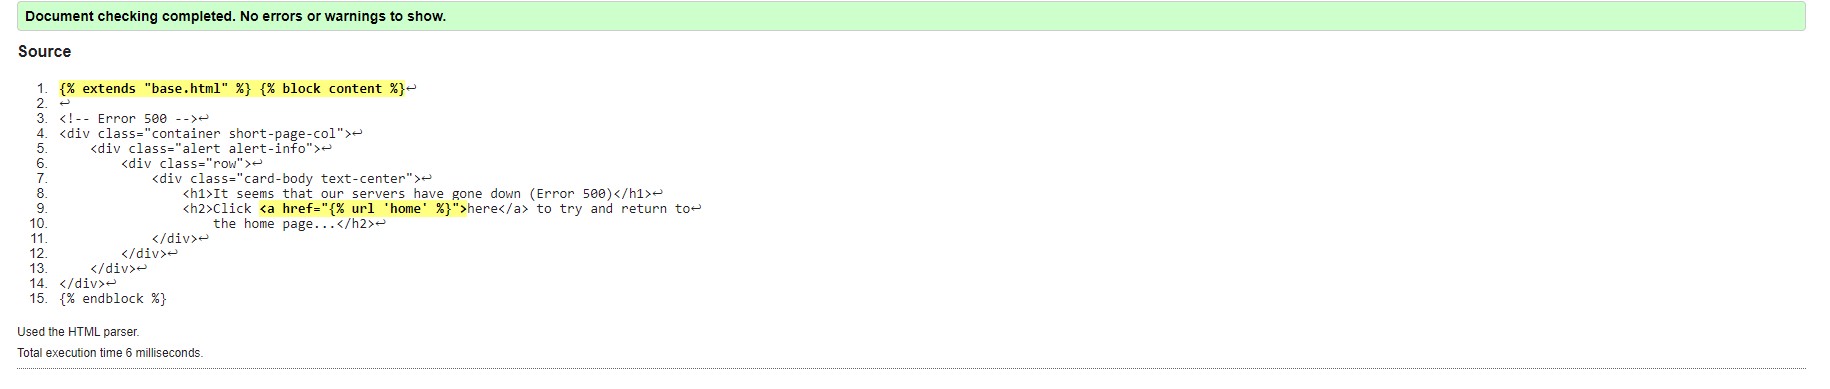 Document checking completed. No errors or warnings to show.
Source
1. {% extends "base.html" %} {% block content %}↩
2. ↩
3. <!-- Error 500 -->↩
4. <div class="container short-page-col">↩
5.     <div class="alert alert-info">↩
6.         <div class="row">↩
7.             <div class="card-body text-center">↩
8.                 <h1>It seems that our servers have gone down (Error 500)</h1>↩
9.                 <h2>Click <a href="{% url 'home' %}">here</a> to try and return to↩
10.                     the home page...</h2>↩
11.             </div>↩
12.         </div>↩
13.     </div>↩
14. </div>↩
15. {% endblock %}
Used the HTML parser.
Total execution time 6 milliseconds.